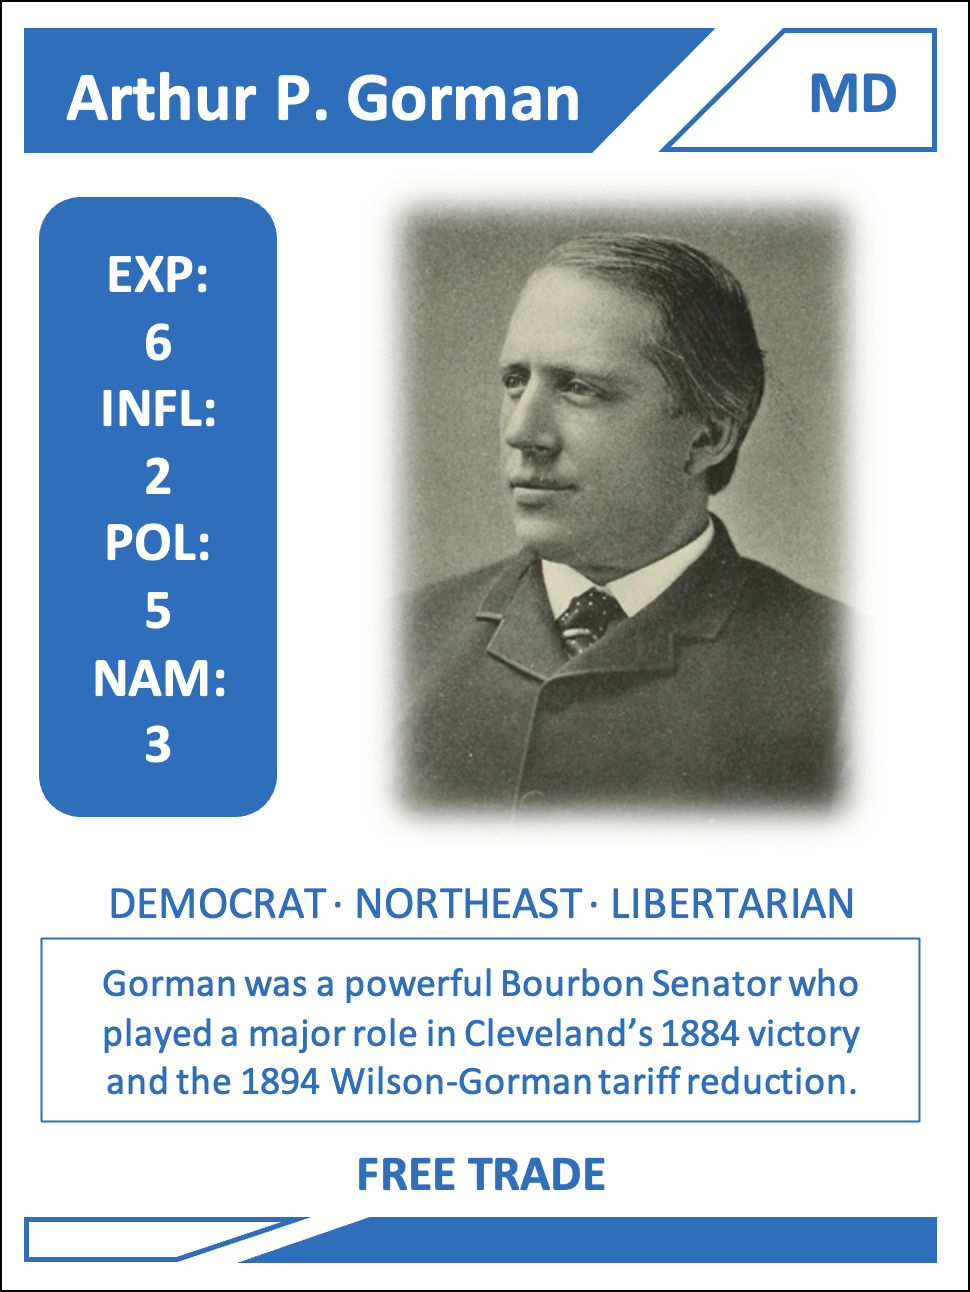 Arthur P. Gorman
MD
EXP:
6
INFL:
2
POL:
5
NAM:
3
DEMOCRAT · NORTHEAST · LIBERTARIAN
Gorman was a powerful Bourbon Senator who
played a major role in Cleveland’s 1884 victory
and the 1894 Wilson-Gorman tariff reduction.
FREE TRADE